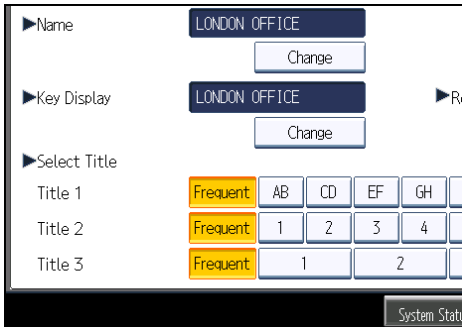 ▶Name LONDON OFFICE
Change
▶Key Display LONDON OFFICE ▶R
Change
▶Select Title
Title 1 Frequent AB CD EF GH
Title 2 Frequent 1 2 3 4
Title 3 Frequent 1 2
System Statu